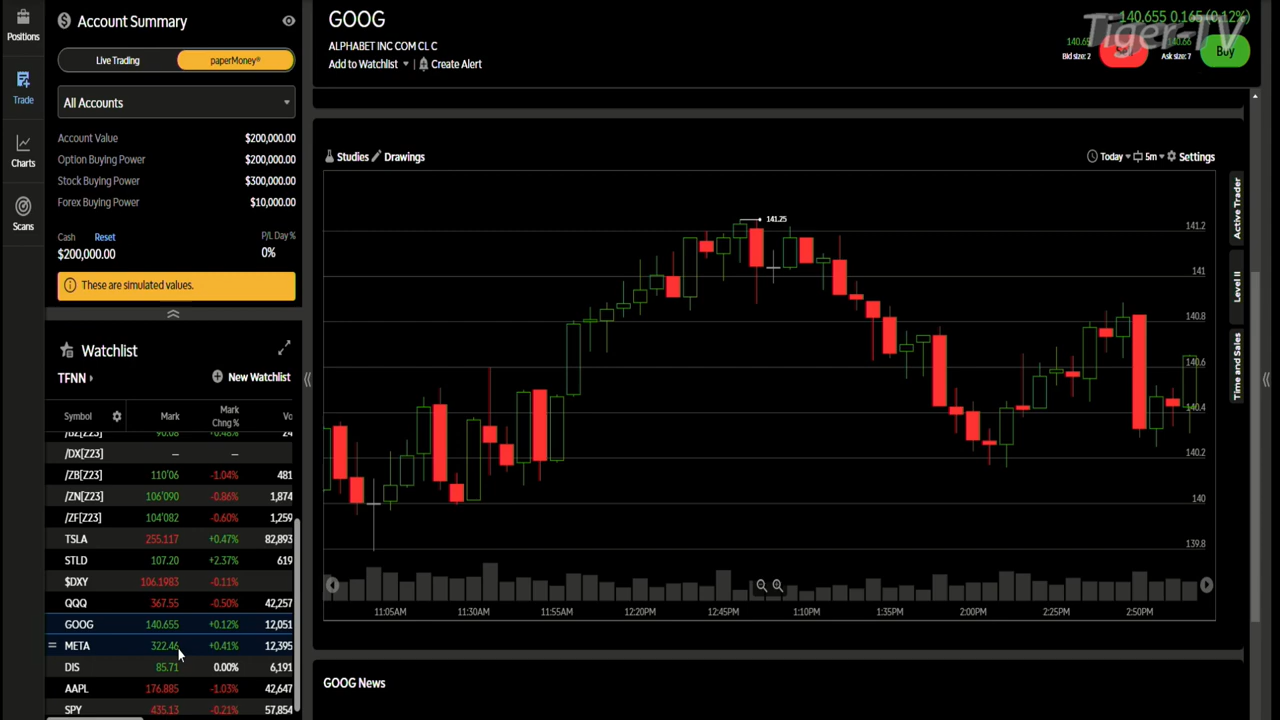 Positions
Trade
Charts
Scans
Account Summary
Live Trading
paperMoney®
All Accounts
Account Value $200,000.00
Option Buying Power $200,000.00
Stock Buying Power $300,000.00
Forex Buying Power $10,000.00
Cash Reset P/L Day %
$200,000.00 0%
These are simulated values.
Watchlist
TFNN
New Watchlist
Symbol Mark Mark Chng % Vo
/DX[Z23] — —
/ZB[Z23] 110'06 -1.04% 481
/ZN[Z23] 106'090 -0.86% 1,874
/ZF[Z23] 104'082 -0.60% 1,259
TSLA 255.117 +0.47% 82,893
STLD 107.20 +2.37% 619
$DXY 106.1983 -0.11%
QQQ 367.55 -0.50% 42,257
GOOG 140.655 +0.12% 12,051
META 322.46 +0.41% 12,395
DIS 85.71 0.00% 6,191
AAPL 176.885 -1.03% 42,647
SPY 435.13 -0.21% 57,854
GOOG
ALPHABET INC COM CL C
Add to Watchlist
Create Alert
140.655 0.165 (0.12%)
Tiger-TV
Bid size: 2
Sell
Ask size: 7
Buy
Studies
Drawings
Today
5m
Settings
141.25
141.2
141
140.8
140.6
140.4
140.2
140
139.8
11:05AM 11:30AM 11:55AM 12:20PM 12:45PM 1:10PM 1:35PM 2:00PM 2:25PM 2:50PM
Active Trader
Level II
Time and Sales
GOOG News